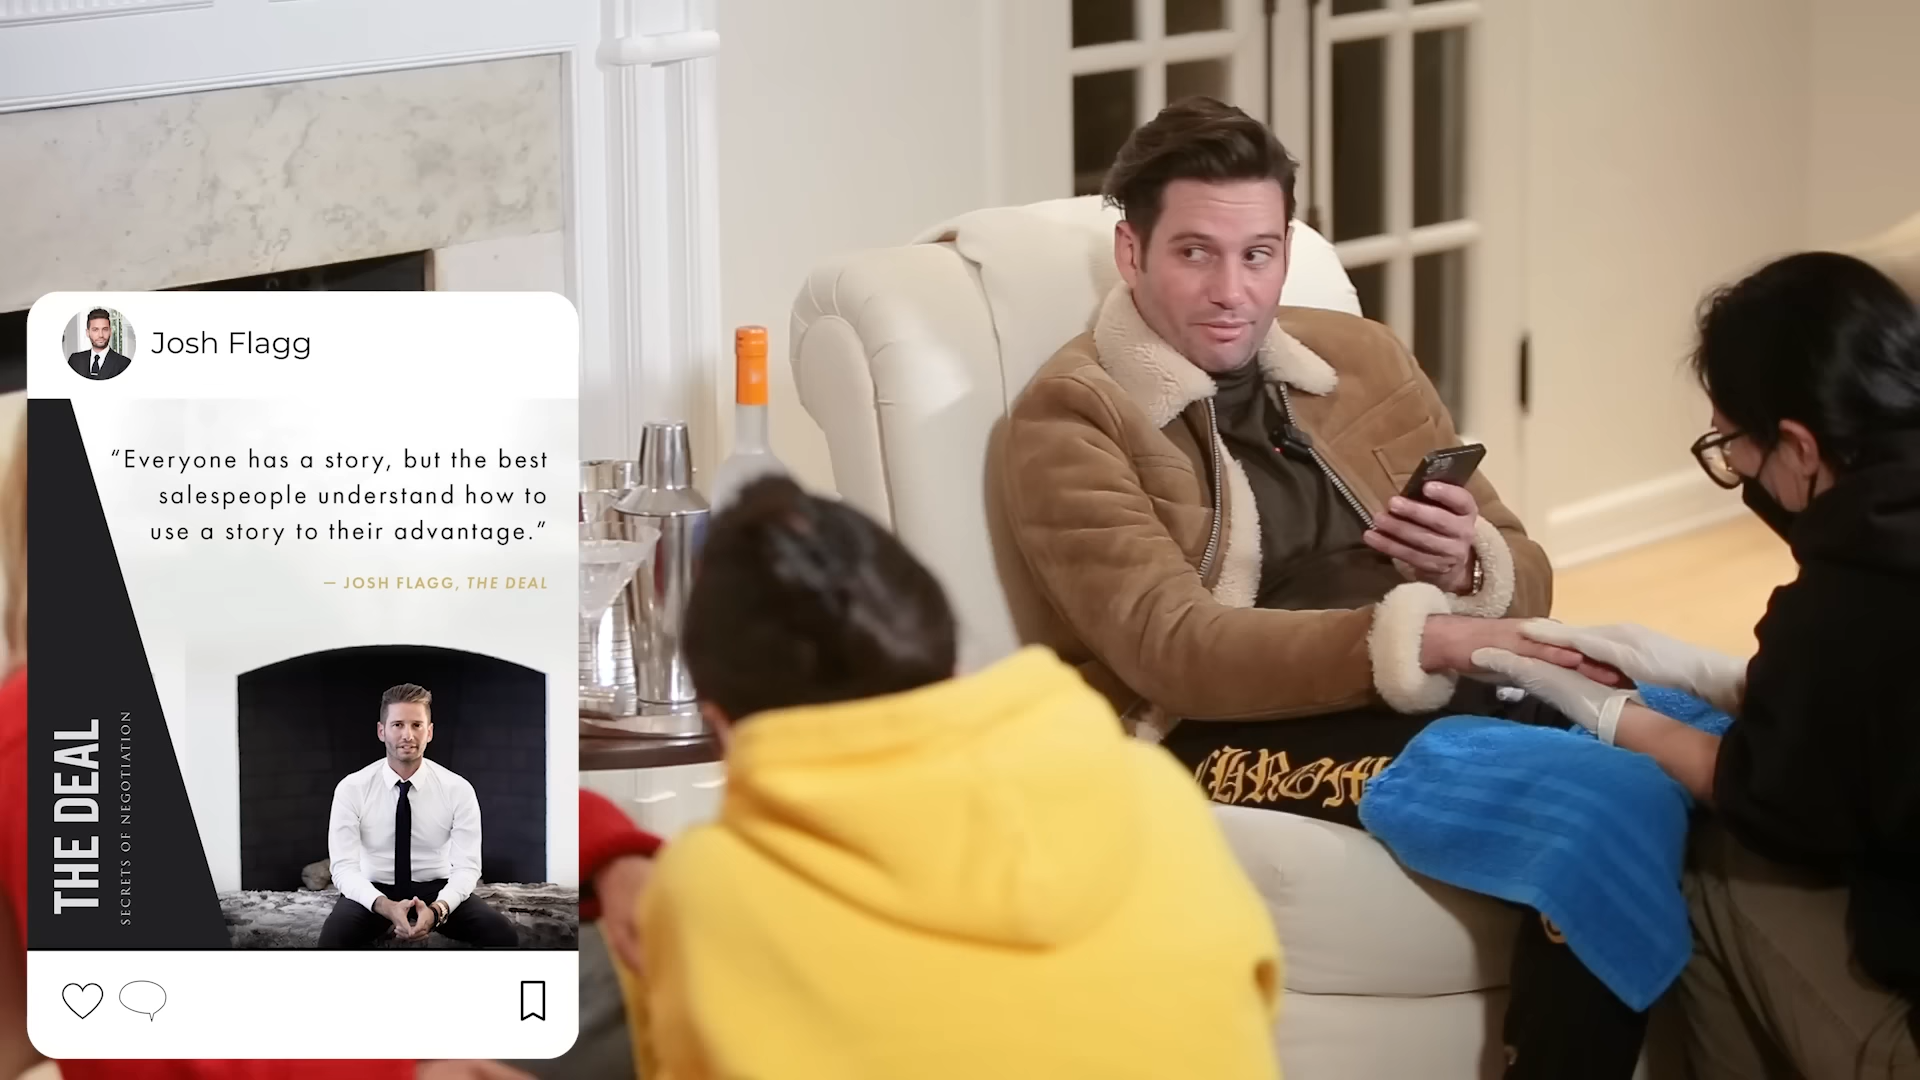 Josh Flagg
“Everyone has a story, but the best
salespeople understand how to
use a story to their advantage.”
— JOSH FLAGG, THE DEAL
THE DEAL
SECRETS OF NEGOTIATION
CHROME